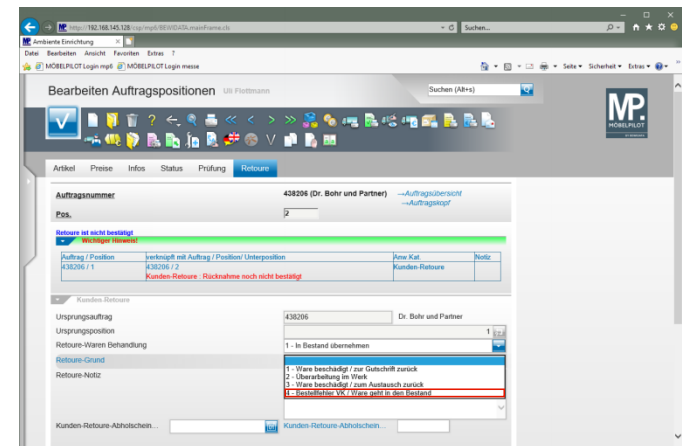 http://192.168.145.128/csp/mpli/BEWIDATA.mainFrame.cls
Suchen...
Ambiente Einrichtung
Datei Bearbeiten Ansicht Favoriten Extras ?
MÖBELPILOT Login mp6 MÖBELPILOT Login messe
Seite Sicherheit Extras
Bearbeiten Auftragspositionen Uli Flottmann
Suchen (Alt+s)
MÖBELPILOT
Artikel Preise Infos Status Prüfung Retoure
Auftragsnummer 438206 (Dr. Bohr und Partner) →Auftragsübersicht
→Auftragskopf
Pos. 2
Retoure ist nicht bestätigt
Wichtiger Hinweis!
Auftrag / Position verknüpft mit Auftrag / Position/ Unterposition Anw.Kat. Notiz
438206 / 1 438206 / 2 Kunden-Retoure
Kunden-Retoure : Rücknahme noch nicht bestätigt
Kunden-Retoure
Ursprungsauftrag 438206 Dr. Bohr und Partner
Ursprungsposition 1
Retoure-Waren Behandlung 1 - In Bestand übernehmen
Retoure-Grund
1 - Ware beschädigt / zur Gutschrift zurück
Retoure-Notiz
2 - Überarbeitung im Werk
3 - Ware beschädigt / zum Austausch zurück
4 - Bestellfehler VK / Ware geht in den Bestand
Kunden-Retoure-Abholschein... Kunden-Retoure-Abholschein...